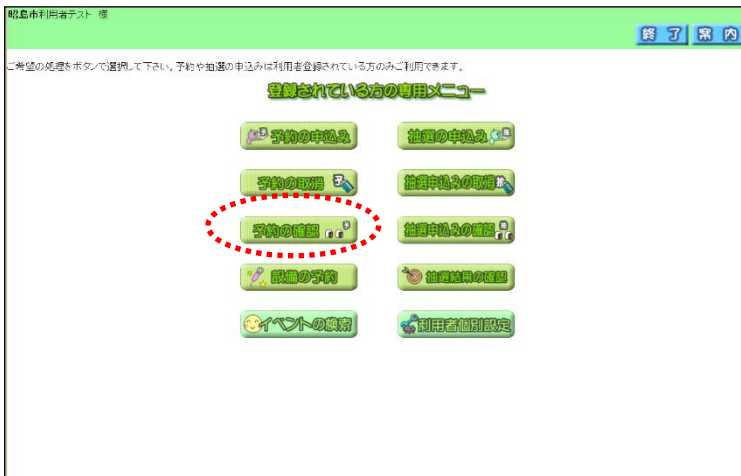 昭島市利用者テスト 様
終 了 案 内
ご希望の処理をボタンで選択して下さい。予約や抽選の申込みは利用者登録されている方のみご利用できます。
登録されている方の専用メニュー
予約の申込み 抽選の申込み
予約の取消 抽選申込みの取消
予約の確認 抽選申込みの確認
設備の予約 抽選結果の確認
イベントの検索 利用者個別設定